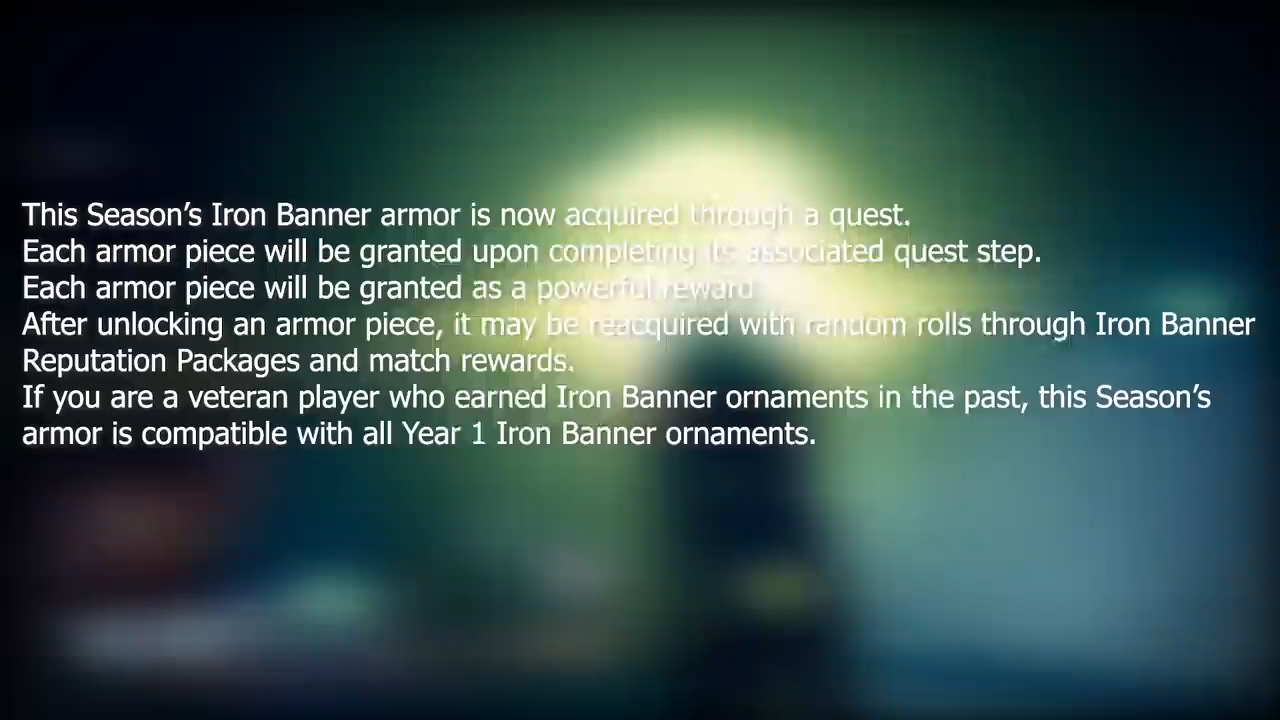 This Season’s Iron Banner armor is now acquired through a quest.
Each armor piece will be granted upon completing its associated quest step.
Each armor piece will be granted as a powerful reward
After unlocking an armor piece, it may be reacquired with random rolls through Iron Banner
Reputation Packages and match rewards.
If you are a veteran player who earned Iron Banner ornaments in the past, this Season’s
armor is compatible with all Year 1 Iron Banner ornaments.